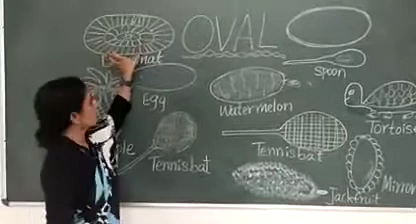 OVAL
Spoon
Egg
Watermelon
Tortoise
Tennisbat
Tennisbat
Jackfruit
Mirror